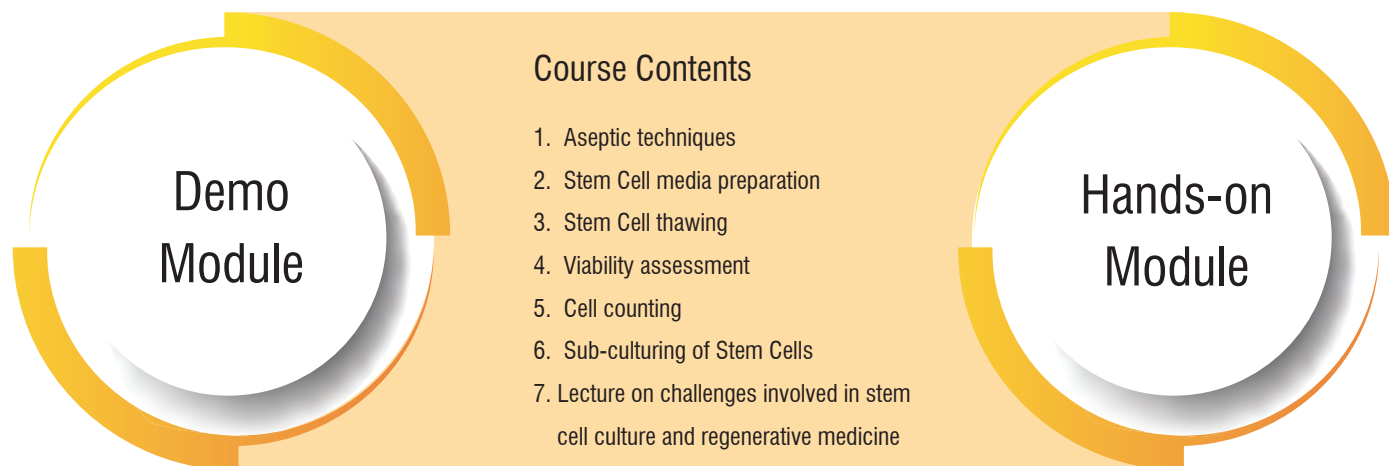 Demo
Module
Course Contents
1. Aseptic techniques
2. Stem Cell media preparation
3. Stem Cell thawing
4. Viability assessment
5. Cell counting
6. Sub-culturing of Stem Cells
7. Lecture on challenges involved in stem
cell culture and regenerative medicine
Hands-on
Module